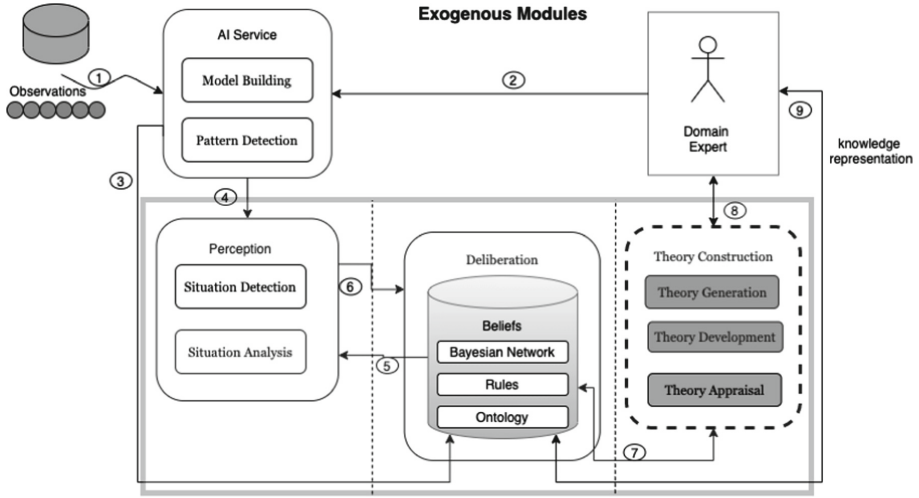 Exogenous Modules
AI Service
Model Building
Pattern Detection
1
Observations
2
Domain
Expert
9
knowledge
representation
3
4
8
Perception
Situation Detection
Situation Analysis
6
5
Deliberation
Beliefs
Bayesian Network
Rules
Ontology
Theory Construction
Theory Generation
Theory Development
Theory Appraisal
7